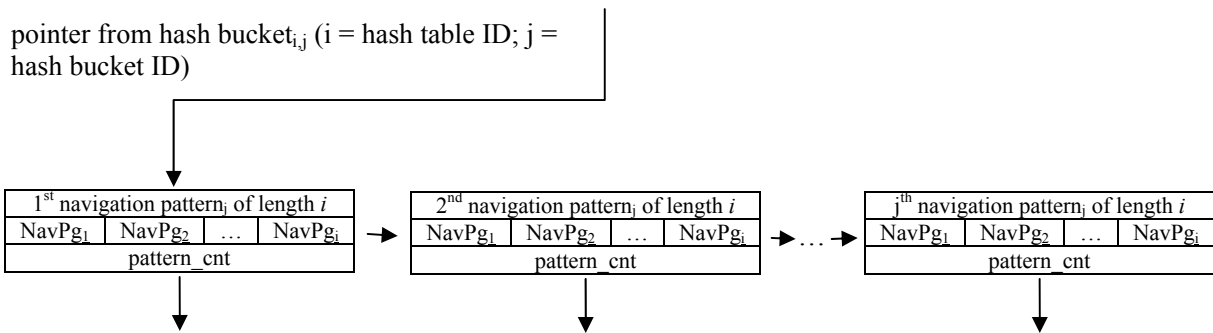 pointer from hash bucketi,j (i = hash table ID; j =
hash bucket ID)
1st navigation patternj of length i
NavPg1 NavPg2 … NavPgi
pattern_cnt
2nd navigation patternj of length i
NavPg1 NavPg2 … NavPgi
pattern_cnt
…
jth navigation patternj of length i
NavPg1 NavPg2 … NavPgi
pattern_cnt